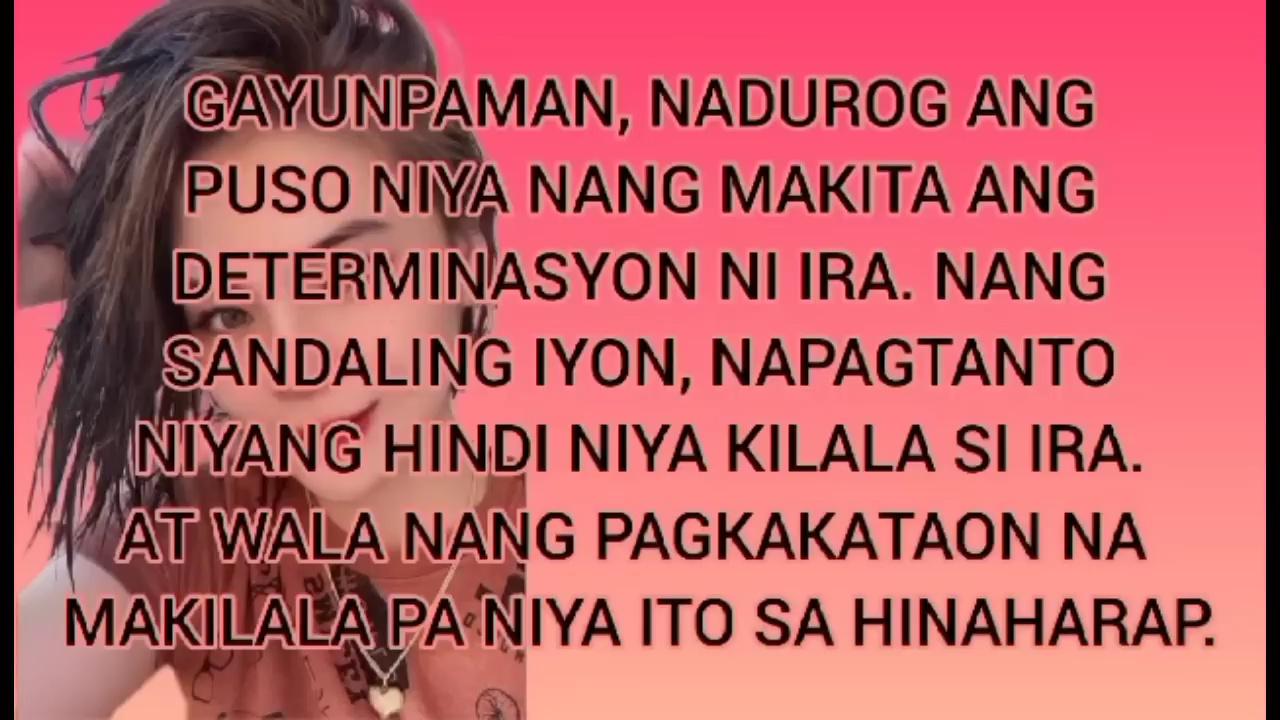 GAYUNPAMAN, NADUROG ANG
PUSO NIYA NANG MAKITA ANG
DETERMINASYON NI IRA. NANG
SANDALING IYON, NAPAGTANTO
NIYANG HINDI NIYA KILALA SI IRA.
AT WALA NANG PAGKAKATAON NA
MAKILALA PA NIYA ITO SA HINAHARAP.